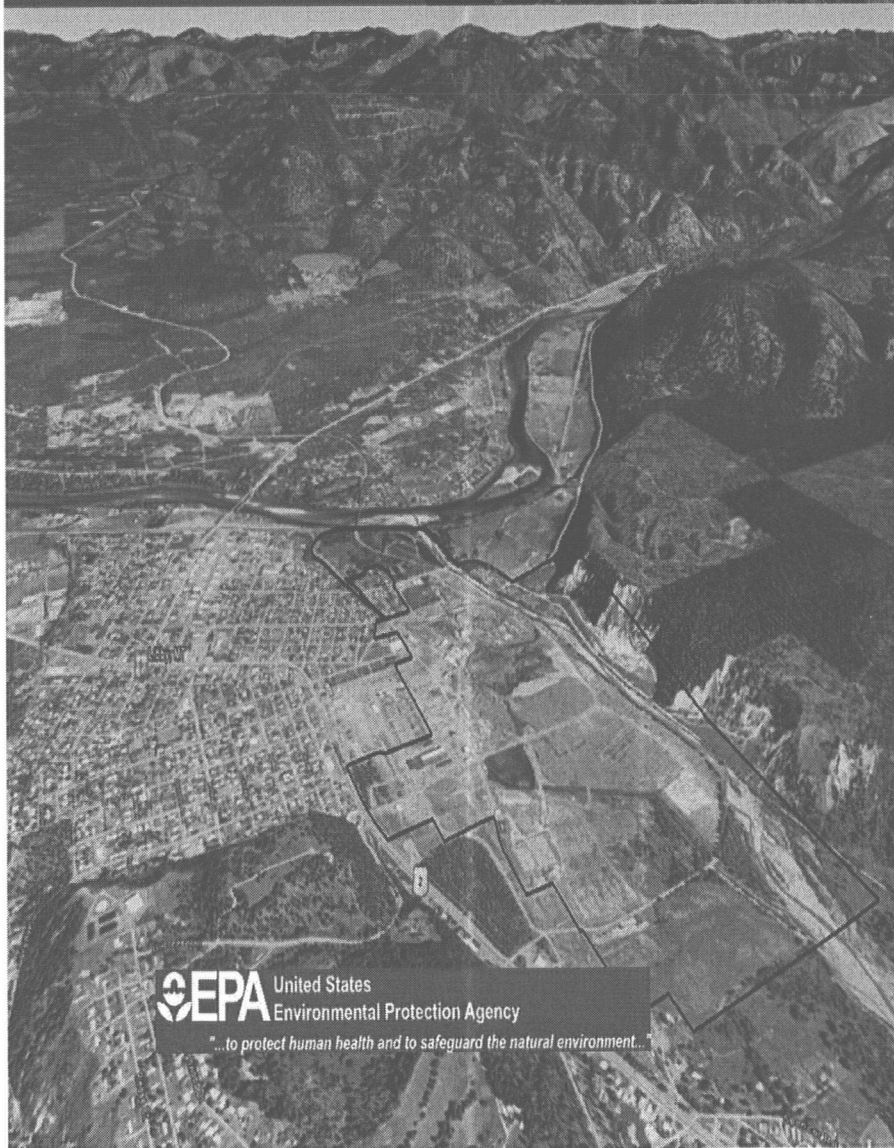 EPA United States
Environmental Protection Agency
"...to protect human health and to safeguard the natural environment..."